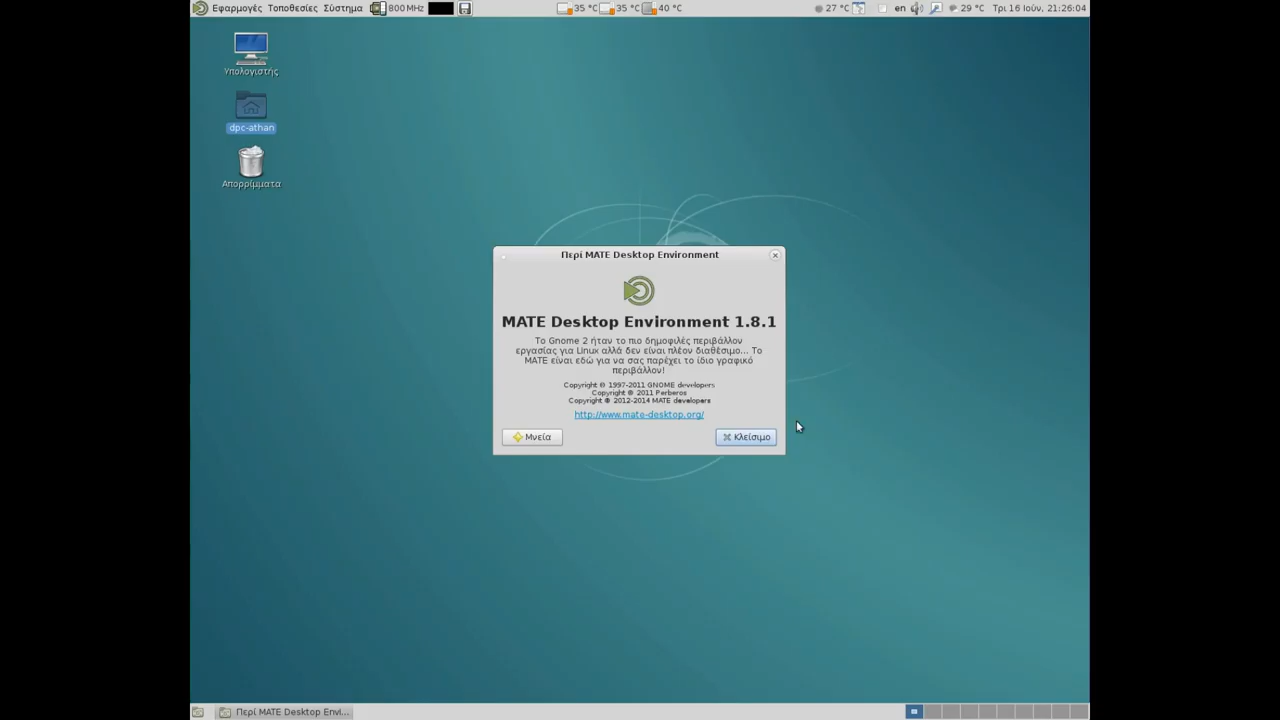 Εφαρμογές Τοποθεσίες Σύστημα 800 MHz 35 °C 35 °C 40 °C 27 °C en 29 °C Τρι 16 Ιούν, 21:26:04
Υπολογιστής
dpc-athan
Απορρίμματα
Περί MATE Desktop Environment
MATE Desktop Environment 1.8.1
Το Gnome 2 ήταν το πιο δημοφιλές περιβάλλον
εργασίας για Linux αλλά δεν είναι πλέον διαθέσιμο... Το
MATE είναι εδώ για να σας παρέχει το ίδιο γραφικό
περιβάλλον!
Copyright © 1997-2011 GNOME developers
Copyright © 2011 Perberos
Copyright © 2012-2014 MATE developers
http://www.mate-desktop.org/
Μνεία
Κλείσιμο
Περί MATE Desktop Envi...